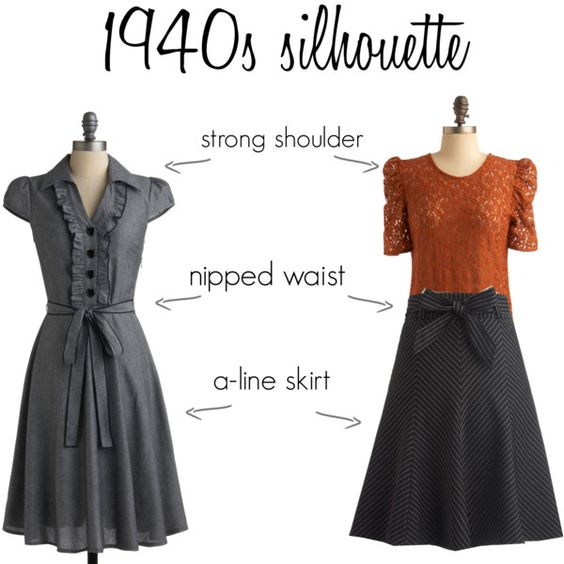 1940s silhouette
strong shoulder
nipped waist
a-line skirt